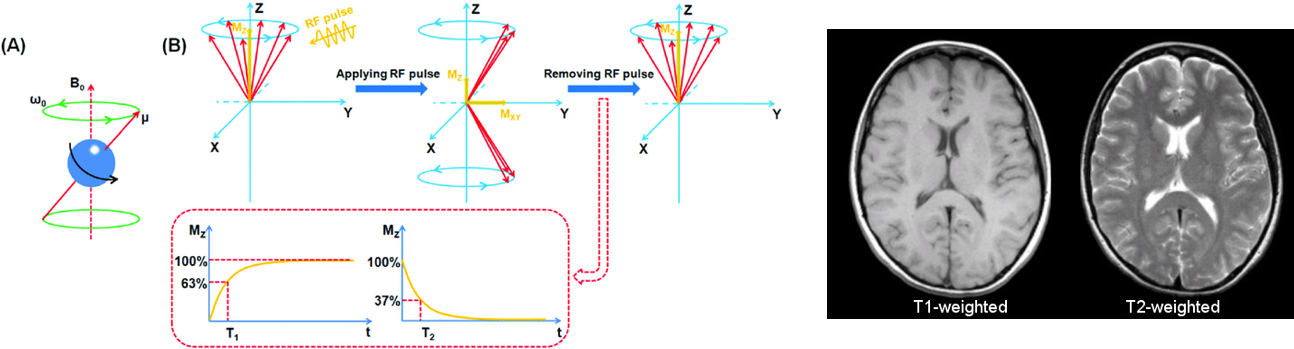 (A)
B₀
ω₀
μ
(B)
Z
Mz
RF pulse
Y
X
Applying RF pulse
Z
Mz
MXY
Y
X
Removing RF pulse
Z
Mz
Y
X
Mz
100%
63%
T₁
t
Mz
100%
37%
T₂
t
T1-weighted
T2-weighted